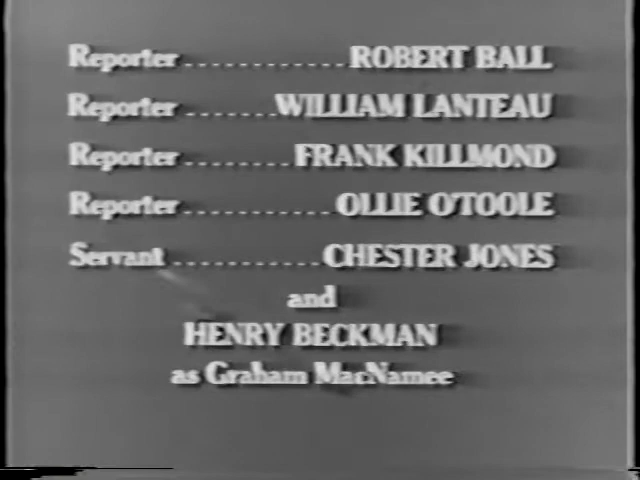 Reporter............ROBERT BALL
Reporter.......WILLIAM LANTEAU
Reporter........FRANK KILLMOND
Reporter...........OLLIE O'TOOLE
Servant...........CHESTER JONES
and
HENRY BECKMAN
as Graham MacNamee